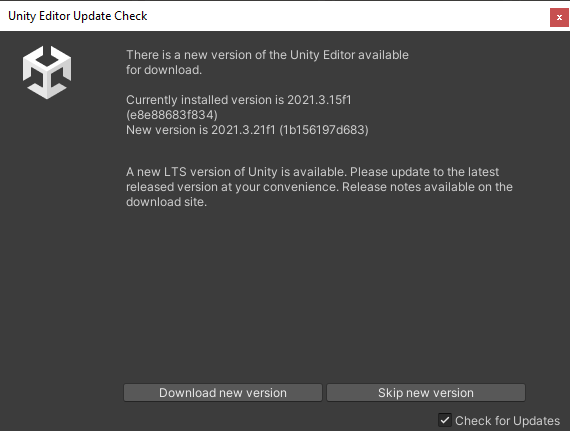 Unity Editor Update Check
x
There is a new version of the Unity Editor available
for download.
Currently installed version is 2021.3.15f1
(e8e88683f834)
New version is 2021.3.21f1 (1b156197d683)
A new LTS version of Unity is available. Please update to the latest
released version at your convenience. Release notes available on the
download site.
Download new version
Skip new version
Check for Updates